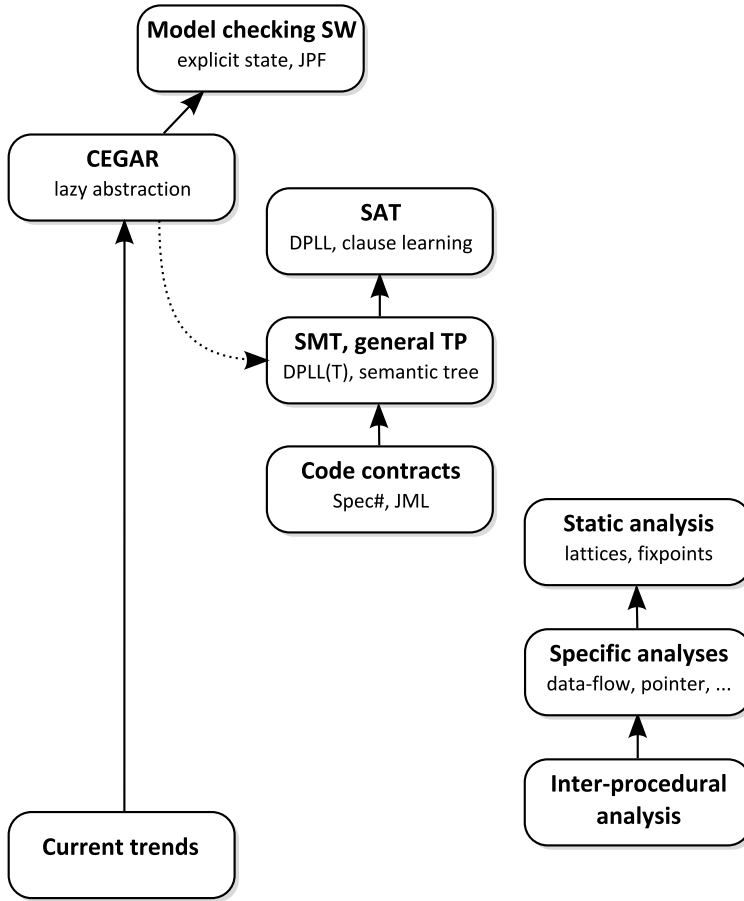 Model checking SW
explicit state, JPF
CEGAR
lazy abstraction
SAT
DPLL, clause learning
SMT, general TP
DPLL(T), semantic tree
Code contracts
Spec#, JML
Static analysis
lattices, fixpoints
Specific analyses
data-flow, pointer, ...
Inter-procedural
analysis
Current trends